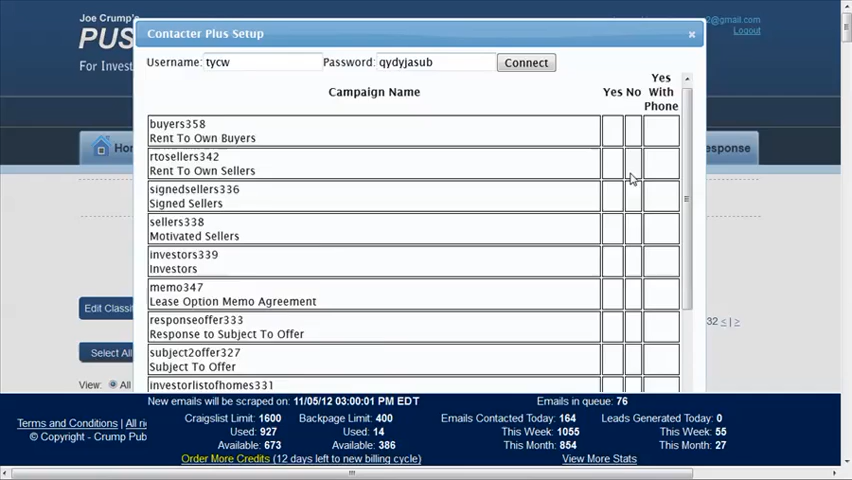 Joe Crump's
PUS
For Invest
Contacter Plus Setup
×
2@gmail.com
Logout
Username: tycw Password: qydyjasub Connect
Campaign Name Yes No Yes With Phone
Hor
esponse
buyers358
Rent To Own Buyers
rtosellers342
Rent To Own Sellers
signedsellers336
Signed Sellers
sellers338
Motivated Sellers
investors339
Investors
memo347
Lease Option Memo Agreement
Edit Classif
32 < | >
responseoffer333
Response to Subject To Offer
Select All
subject2offer327
Subject To Offer
View: All
investorlistofhomes331
New emails will be scraped on: 11/05/12 03:00:01 PM EDT Emails in queue: 76
Terms and Conditions | All ri
© Copyright - Crump Pub
Craigslist Limit: 1600 Backpage Limit: 400 Emails Contacted Today: 164 Leads Generated Today: 0
Used: 927 Used: 14 This Week: 1055 This Week: 55
Available: 673 Available: 386 This Month: 854 This Month: 27
Order More Credits (12 days left to new billing cycle) View More Stats